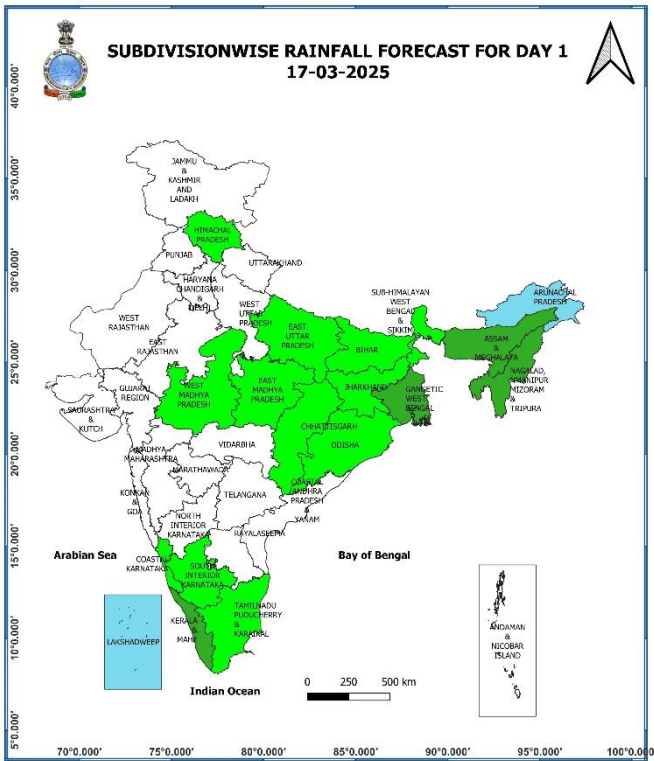 SUBDIVISIONWISE RAINFALL FORECAST FOR DAY 1
17-03-2025
40°0.000'
35°0.000'
30°0.000'
25°0.000'
20°0.000'
15°0.000'
10°0.000'
5°0.000'
JAMMU
&
KASHMIR
AND
LADAKH
HIMACHAL
PRADESH
PUNJAB
UTTARAKHAND
HARYANA
CHANDIGARH
&
DELHI
WEST
UTTAR
PRADESH
WEST
RAJASTHAN
EAST
RAJASTHAN
EAST
UTTAR
PRADESH
SUB-HIMALAYAN
WEST
BENGAL
&
SIKKIM
ARUNACHAL
PRADESH
ASSAM
&
MEGHALAYA
NAGALAD,
MANIPUR
MIZORAM
&
TRIPURA
BIHAR
GUJARAT
REGION
SAURASHTRA
&
KUTCH
WEST
MADHYA
PRADESH
EAST
MADHYA
PRADESH
JHARKHAND
GANGETIC
WEST
BENGAL
CHHATTISGARH
ODISHA
VIDARBHA
MADHYA
MAHARASHTRA
MARATHAWADA
KONKAN
&
GOA
TELANGANA
COASTAL
ANDHRA
PRADESH
&
YANAM
NORTH
INTERIOR
KARNATAKA
RAYALASEEMA
COASTAL
KARNATAKA
SOUTH
INTERIOR
KARNATAKA
Arabian Sea
Bay of Bengal
TAMILNADU
PUDUCHERRY
&
KARAIKAL
KERALA
&
MAHE
LAKSHADWEEP
ANDAMAN
&
NICOBAR
ISLAND
Indian Ocean
0 250 500 km
70°0.000' 75°0.000' 80°0.000' 85°0.000' 90°0.000' 95°0.000' 100°0.000'